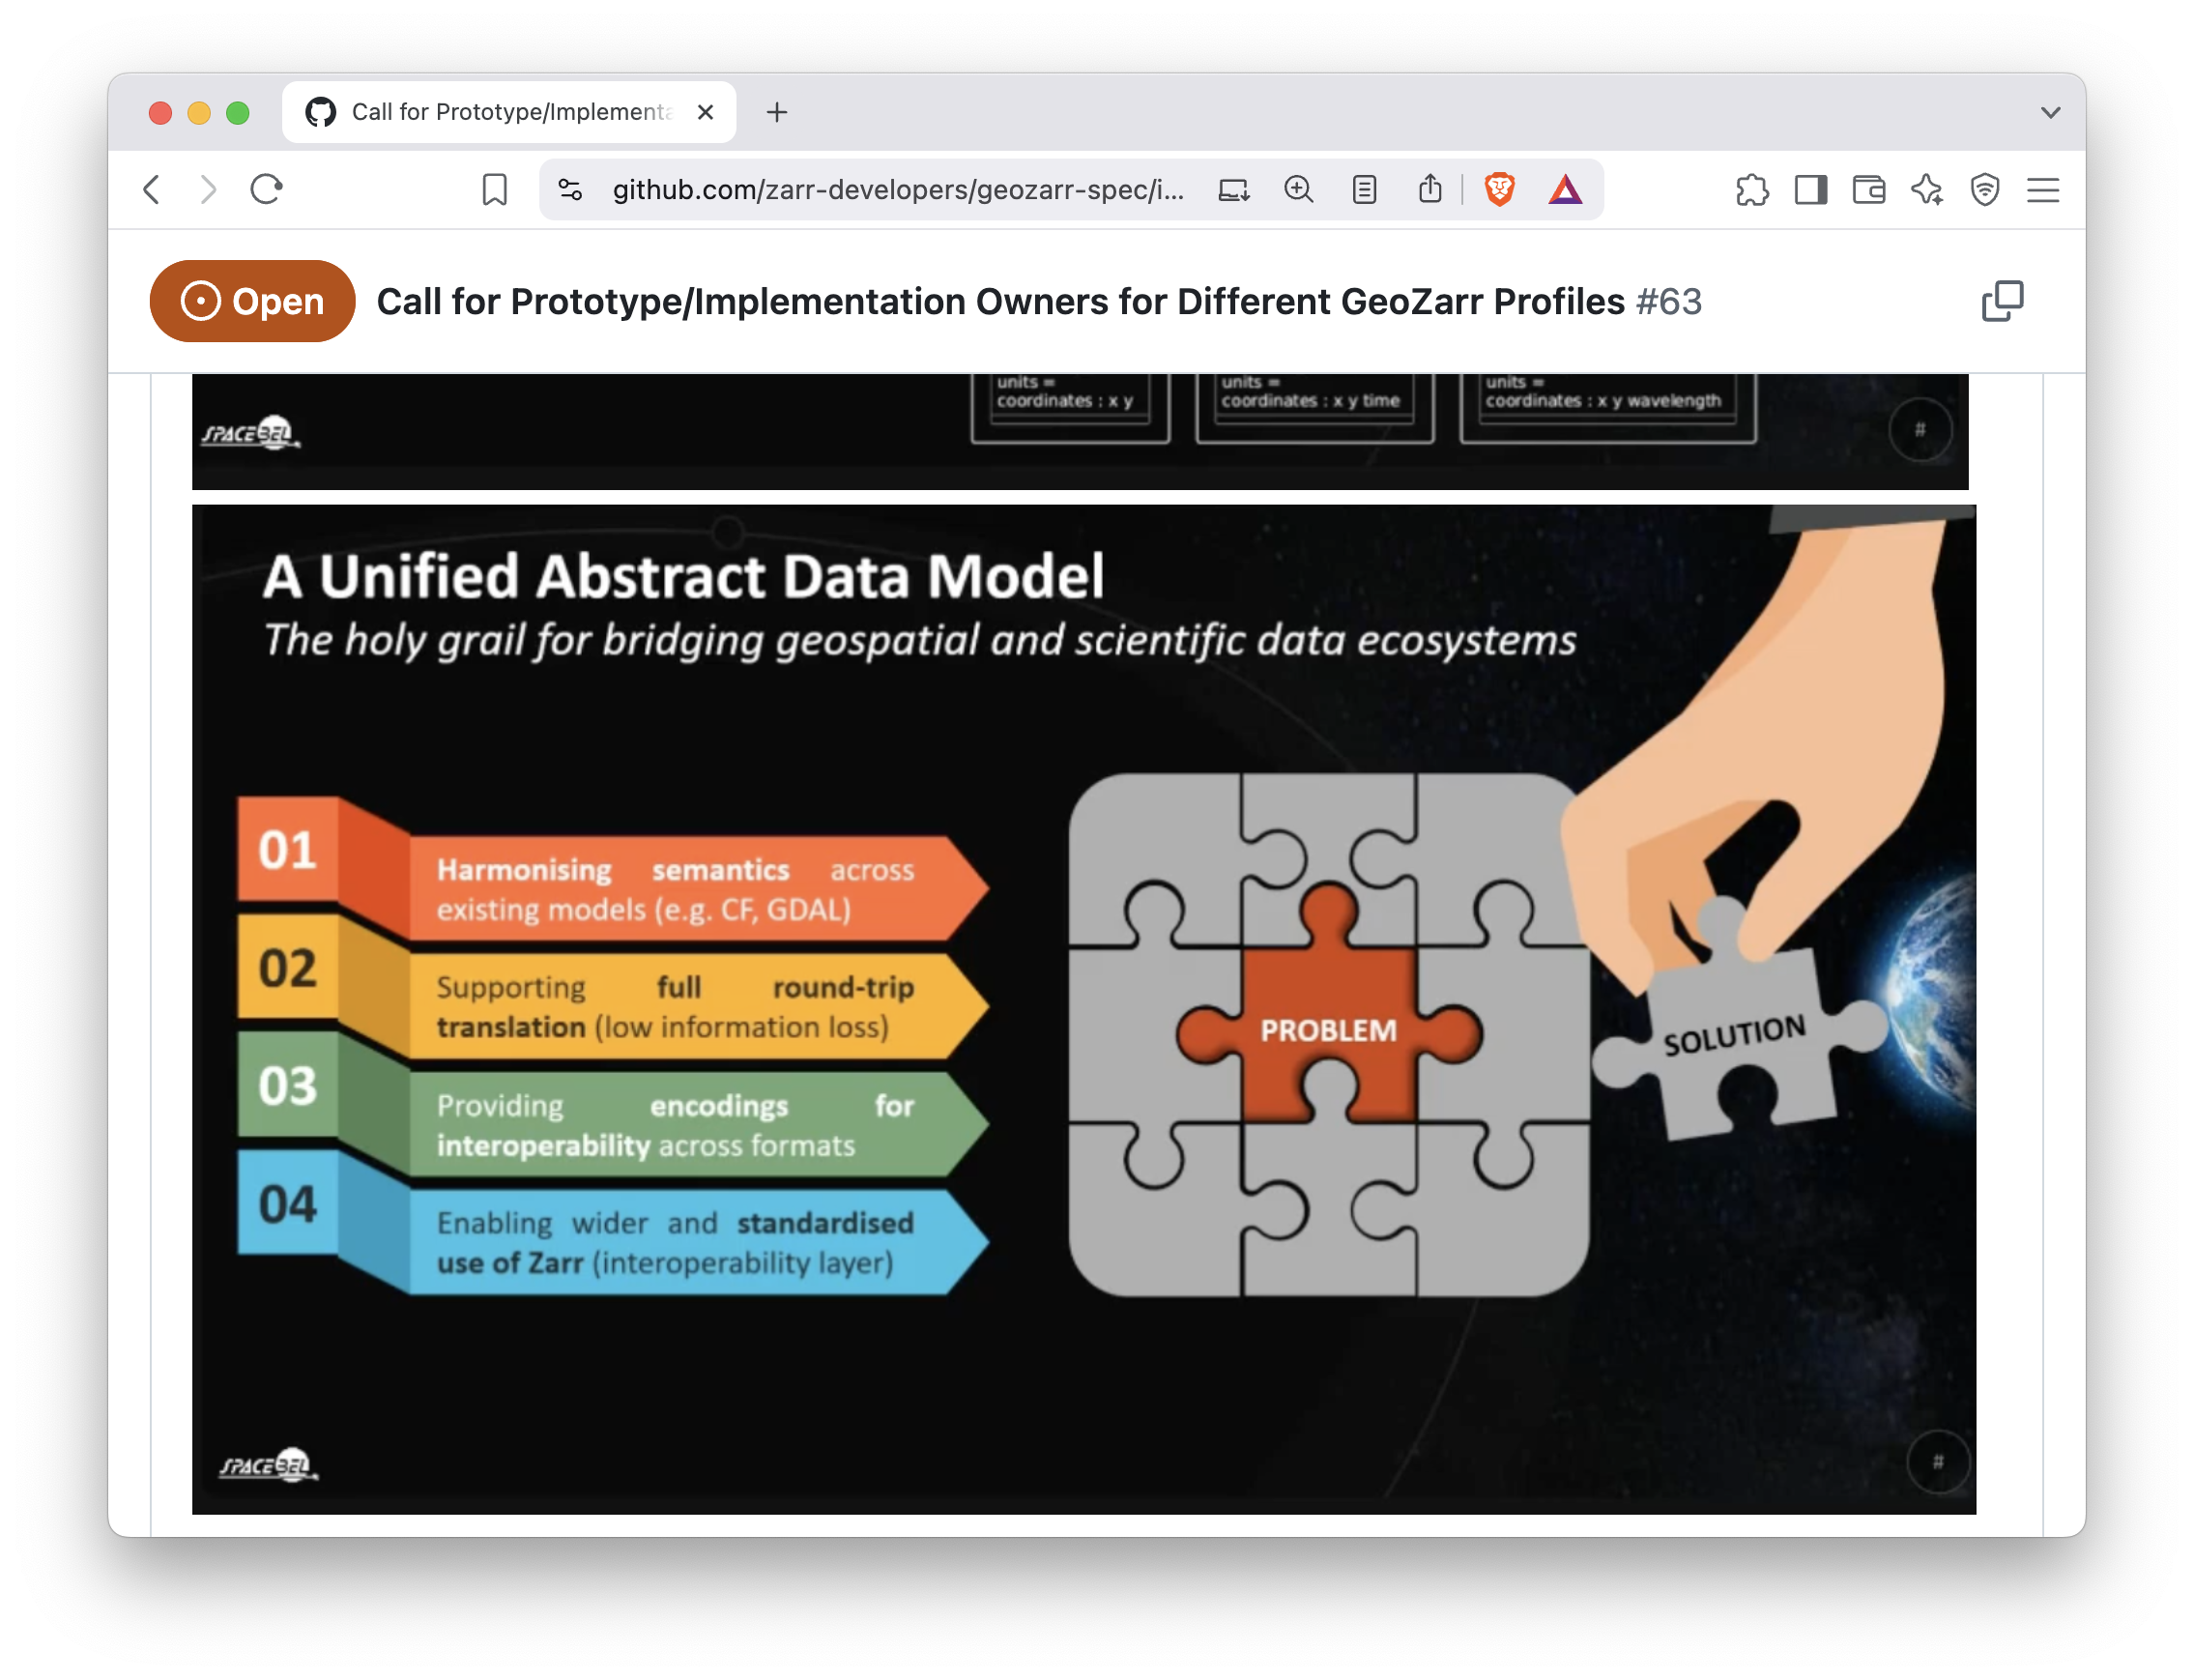 Call for Prototype/Implementa
github.com/zarr-developers/geozarr-spec/i...
Open
Call for Prototype/Implementation Owners for Different GeoZarr Profiles #63
units =
coordinates : x y
units =
coordinates : x y time
units =
coordinates : x y wavelength
SPACEBEL
#
A Unified Abstract Data Model
The holy grail for bridging geospatial and scientific data ecosystems
01
Harmonising semantics across
existing models (e.g. CF, GDAL)
02
Supporting full round-trip
translation (low information loss)
03
Providing encodings for
interoperability across formats
04
Enabling wider and standardised
use of Zarr (interoperability layer)
PROBLEM
SOLUTION
SPACEBEL
#